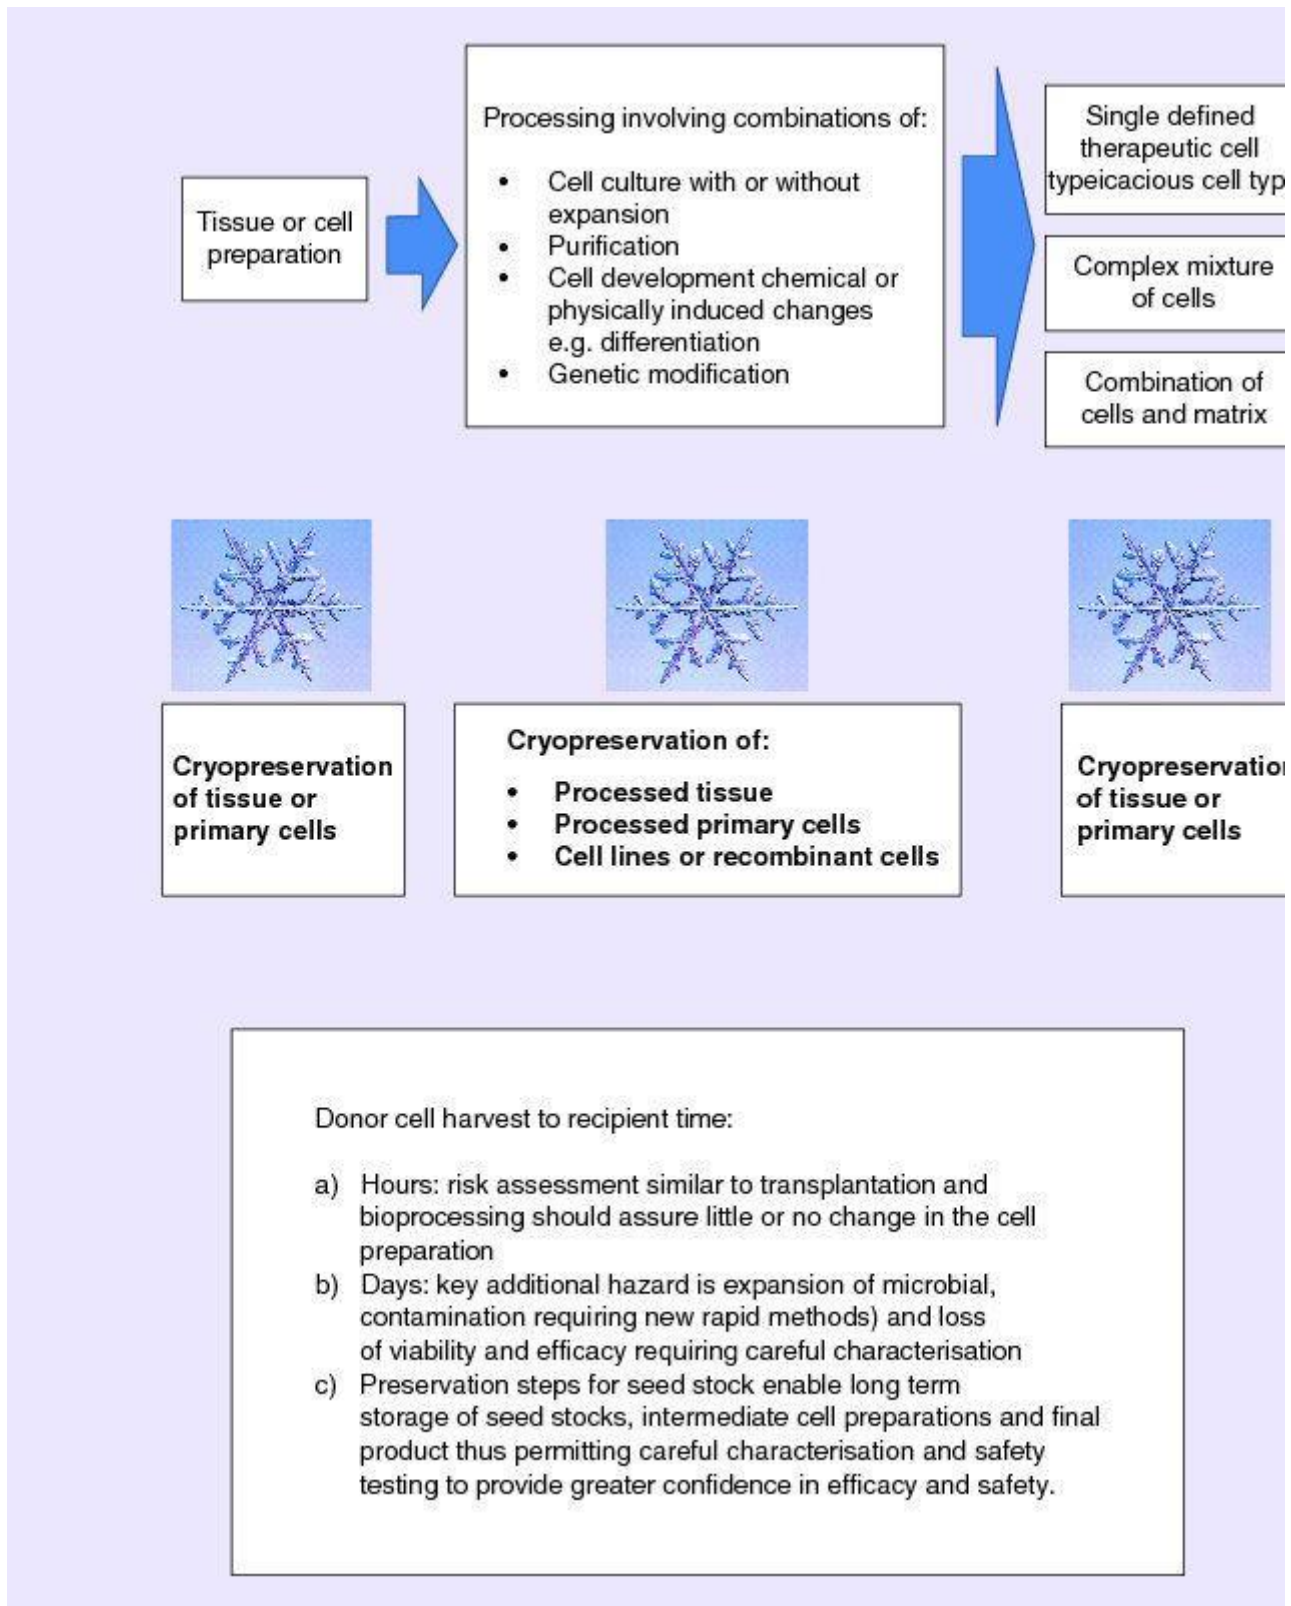 Tissue or cell
preparation
Processing involving combinations of:
• Cell culture with or without
expansion
• Purification
• Cell development chemical or
physically induced changes
e.g. differentiation
• Genetic modification
Single defined
therapeutic cell
typeicacious cell typ
Complex mixture
of cells
Combination of
cells and matrix
Cryopreservation
of tissue or
primary cells
Cryopreservation of:
• Processed tissue
• Processed primary cells
• Cell lines or recombinant cells
Cryopreservatio
of tissue or
primary cells
Donor cell harvest to recipient time:
a) Hours: risk assessment similar to transplantation and
bioprocessing should assure little or no change in the cell
preparation
b) Days: key additional hazard is expansion of microbial,
contamination requiring new rapid methods) and loss
of viability and efficacy requiring careful characterisation
c) Preservation steps for seed stock enable long term
storage of seed stocks, intermediate cell preparations and final
product thus permitting careful characterisation and safety
testing to provide greater confidence in efficacy and safety.